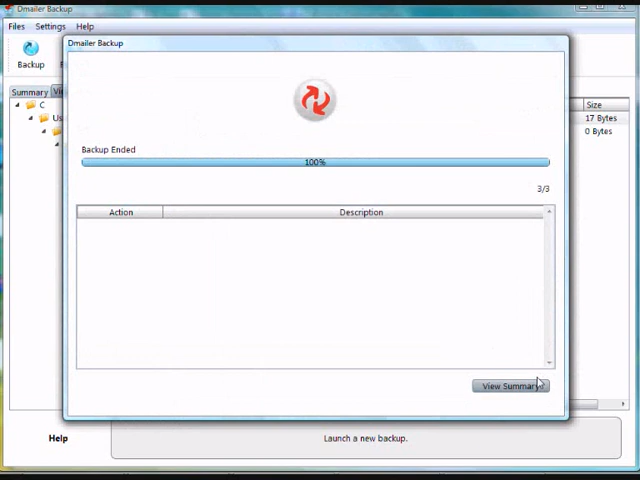 Dmailer Backup
Files Settings Help
Dmailer Backup
Backup
Summary
C
Size
17 Bytes
0 Bytes
Backup Ended
100%
3/3
Action Description
View Summary
Help
Launch a new backup.